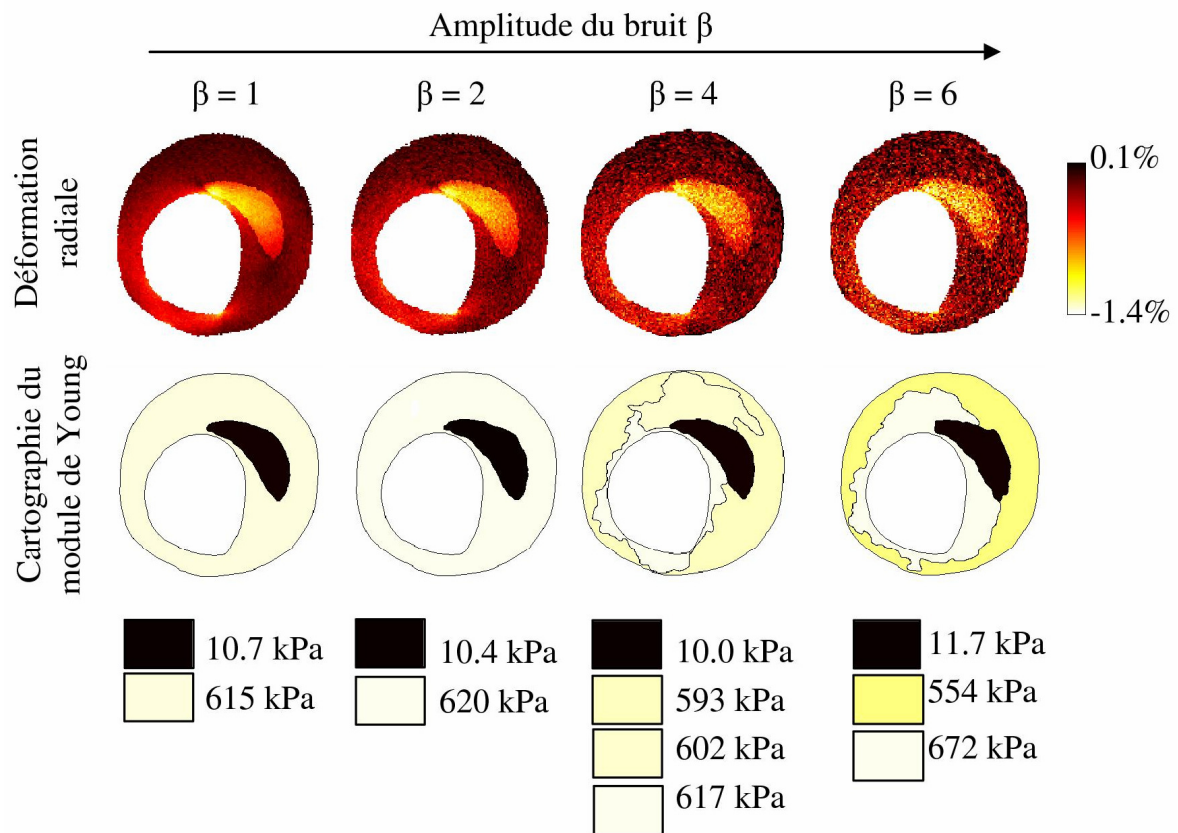 Amplitude du bruit β
β = 1
β = 2
β = 4
β = 6
Déformation
radiale
0.1%
-1.4%
Cartographie du
module de Young
10.7 kPa
615 kPa
10.4 kPa
620 kPa
10.0 kPa
593 kPa
602 kPa
617 kPa
11.7 kPa
554 kPa
672 kPa